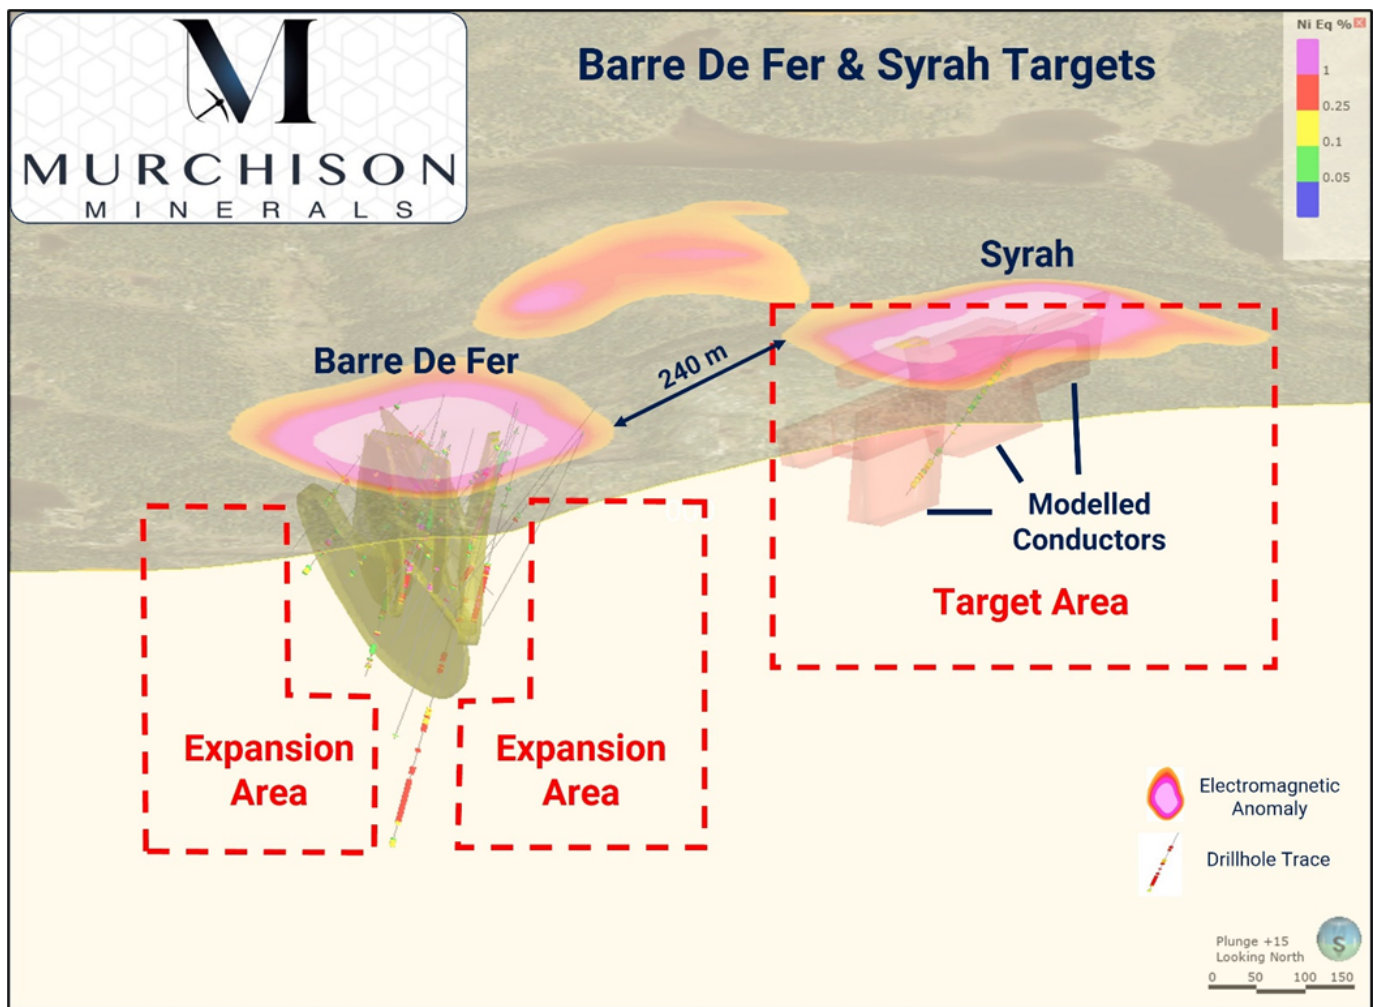 MURCHISON
MINERALS
Barre De Fer & Syrah Targets
Ni Eq %
1
0.25
0.1
0.05
Syrah
Barre De Fer
240 m
Modelled
Conductors
Target Area
Expansion
Area
Expansion
Area
Electromagnetic
Anomaly
Drillhole Trace
Plunge +15
Looking North
S
0 50 100 150